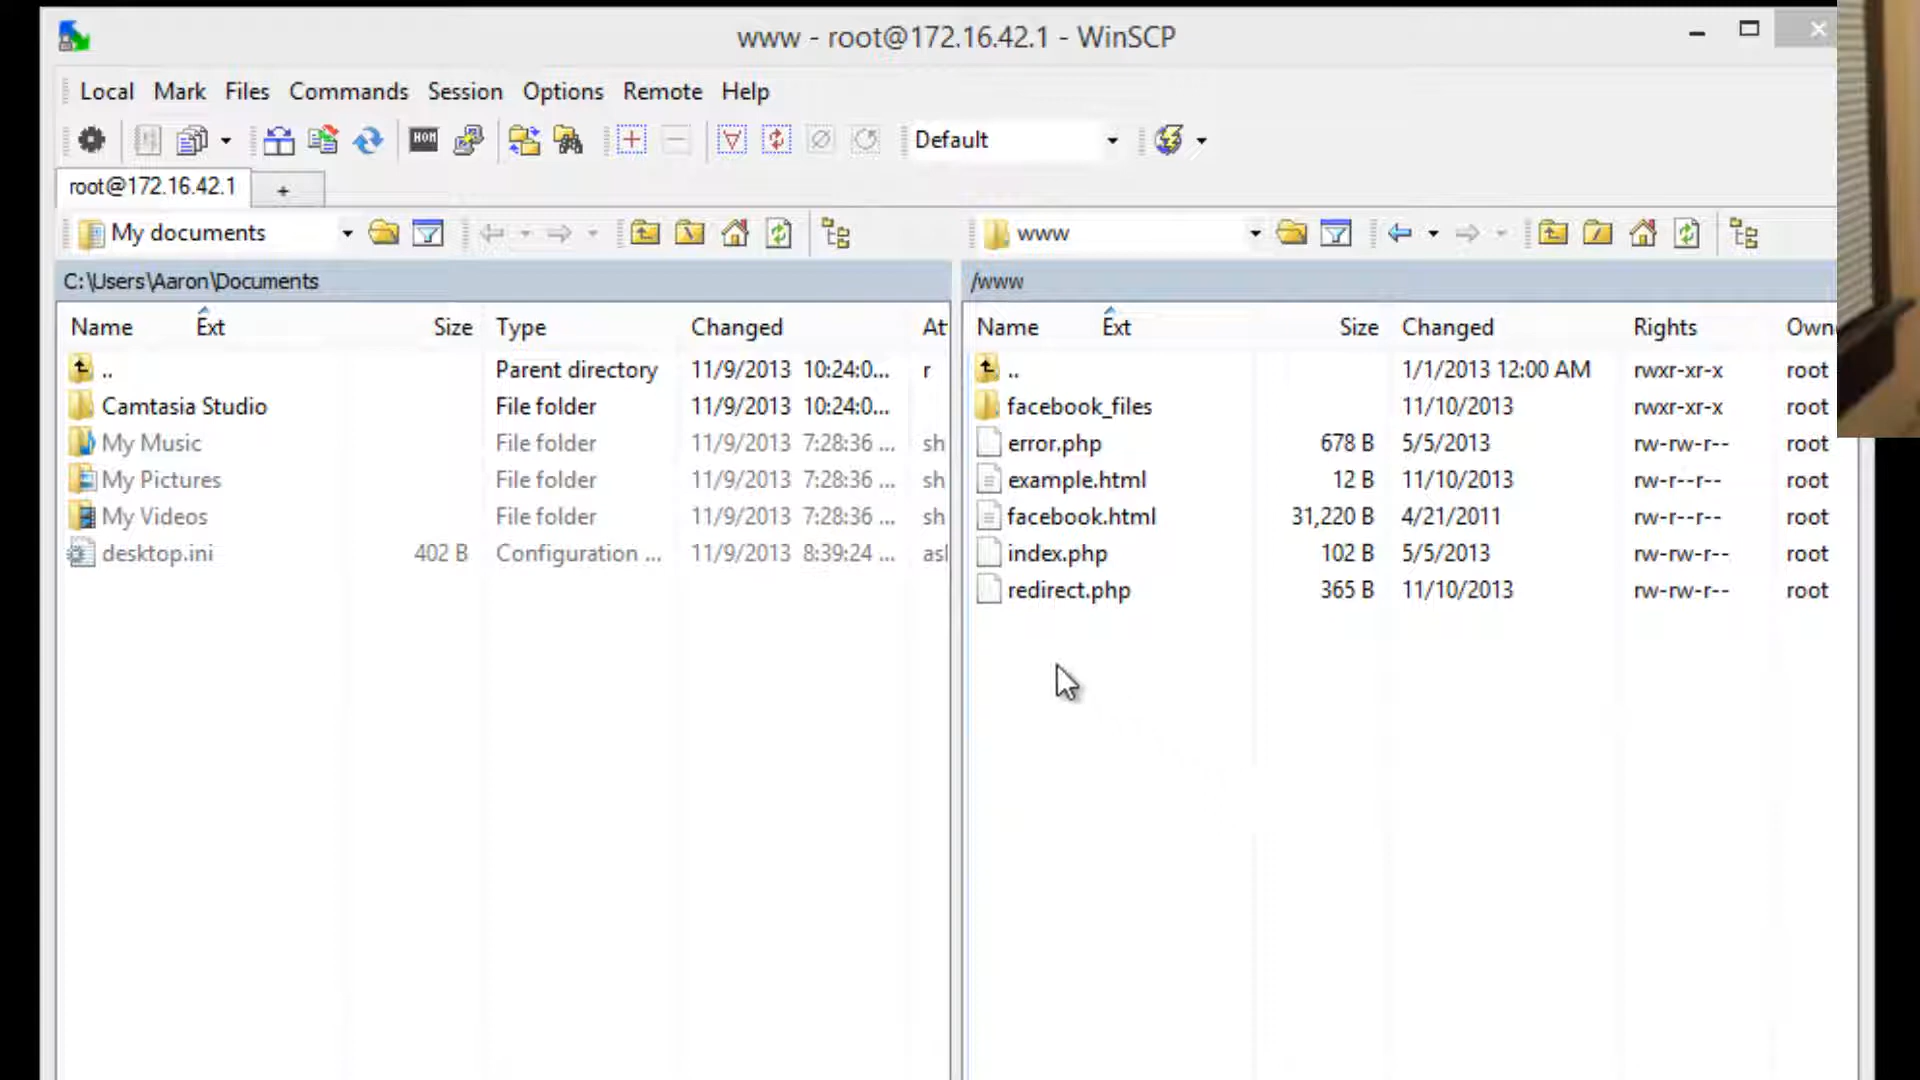 www - root@172.16.42.1 - WinSCP
Local Mark Files Commands Session Options Remote Help
Default
root@172.16.42.1 +
My documents www
C:\Users\Aaron\Documents /www
Name Ext Size Type Changed At Name Ext Size Changed Rights Own
.. Parent directory 11/9/2013 10:24:0... r .. 1/1/2013 12:00 AM rwxr-xr-x root
Camtasia Studio File folder 11/9/2013 10:24:0... facebook_files 11/10/2013 rwxr-xr-x root
My Music File folder 11/9/2013 7:28:36 ... sh error.php 678 B 5/5/2013 rw-rw-r-- root
My Pictures File folder 11/9/2013 7:28:36 ... sh example.html 12 B 11/10/2013 rw-r--r-- root
My Videos File folder 11/9/2013 7:28:36 ... sh facebook.html 31,220 B 4/21/2011 rw-r--r-- root
desktop.ini 402 B Configuration ... 11/9/2013 8:39:24 ... asl index.php 102 B 5/5/2013 rw-rw-r-- root
redirect.php 365 B 11/10/2013 rw-rw-r-- root